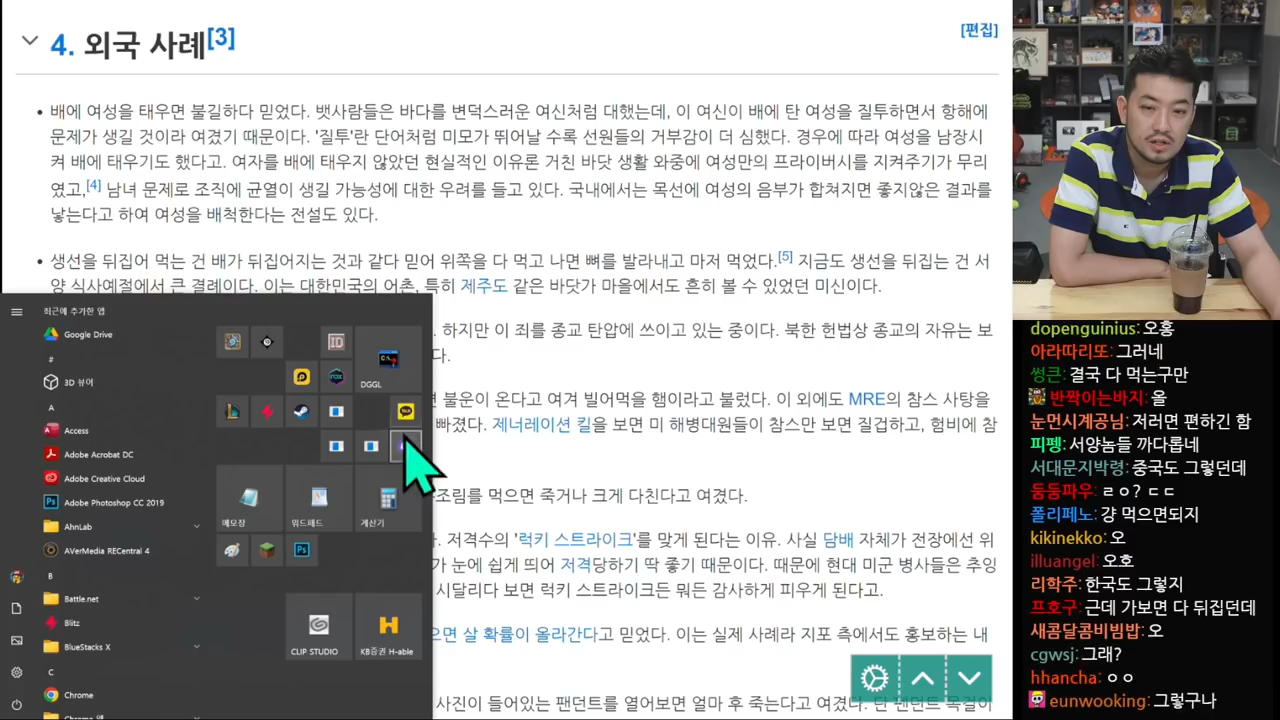 4. 외국 사례[3]
[편집]
배에 여성을 태우면 불길하다 믿었다. 뱃사람들은 바다를 변덕스러운 여신처럼 대했는데, 이 여신이 배에 탄 여성을 질투하면서 항해에
문제가 생길 것이라 여겼기 때문이다. '질투'란 단어처럼 미모가 뛰어날 수록 선원들의 거부감이 더 심했다. 경우에 따라 여성을 남장시
켜 배에 태우기도 했다고. 여자를 배에 태우지 않았던 현실적인 이유론 거친 바닷 생활 와중에 여성만의 프라이버시를 지켜주기가 무리
였고,[4] 남녀 문제로 조직에 균열이 생길 가능성에 대한 우려를 들고 있다. 국내에서는 목선에 여성의 음부가 합쳐지면 좋지않은 결과를
낳는다고 하여 여성을 배척한다는 전설도 있다.
생선을 뒤집어 먹는 건 배가 뒤집어지는 것과 같다 믿어 위쪽을 다 먹고 나면 뼈를 발라내고 마저 먹었다.[5] 지금도 생선을 뒤집는 건 서
양 식사예절에서 큰 결례이다. 이는 대한민국의 어촌, 특히 제주도 같은 바닷가 마을에서도 흔히 볼 수 있었던 미신이다.
하지만 이 죄를 종교 탄압에 쓰이고 있는 중이다. 북한 헌법상 종교의 자유는 보
다.
불운이 온다고 여겨 빌어먹을 햄이라고 불렀다. 이 외에도 MRE의 참스 사탕을
빠졌다. 제너레이션 킬을 보면 미 해병대원들이 참스만 보면 질겁하고, 험비에 참
조림를 먹으면 죽거나 크게 다친다고 여겼다.
. 저격수의 '럭키 스트라이크'를 맞게 된다는 이유. 사실 담배 자체가 전장에선 위
가 눈에 쉽게 띄어 저격당하기 딱 좋기 때문이다. 때문에 현대 미군 병사들은 추잉
시달리다 보면 럭키 스트라이크든 뭐든 감사하게 피우게 된다고.
으면 살 확률이 올라간다고 믿었다. 이는 실제 사례라 지포 측에서도 홍보하는 내
사진이 들어있는 팬던트를 열어보면 얼마 후 죽는다고 여겼다. 단 펜던트 목걸이
최근에 추가한 앱
Google Drive
#
3D 뷰어
A
Access
Adobe Acrobat DC
Adobe Creative Cloud
Adobe Photoshop CC 2019
AhnLab
AVerMedia RECentral 4
B
Battle.net
Blitz
BlueStacks X
C
Chrome
DGGL
메모장
워드패드
계산기
CLIP STUDIO
KB증권 H-able
dopenguinius: 오홍
아라따리또: 그러네
썽큰: 결국 다 먹는구만
반짝이는바지: 올
눈먼시계공님: 저러면 편하긴 함
피펭: 서양놈들 까다롭네
서대문지박령: 중국도 그렇던데
둠둠파우: ㄹㅇ? ㄷㄷ
폴리페노: 걍 먹으면되지
kikinekko: 오
illuangel: 오호
리학주: 한국도 그렇지
프호구: 근데 가보면 다 뒤집던데
새콤달콤비빔밥: 오
cgwsj: 그래?
hhancha: ㅇㅇ
eunwooking: 그렇구나